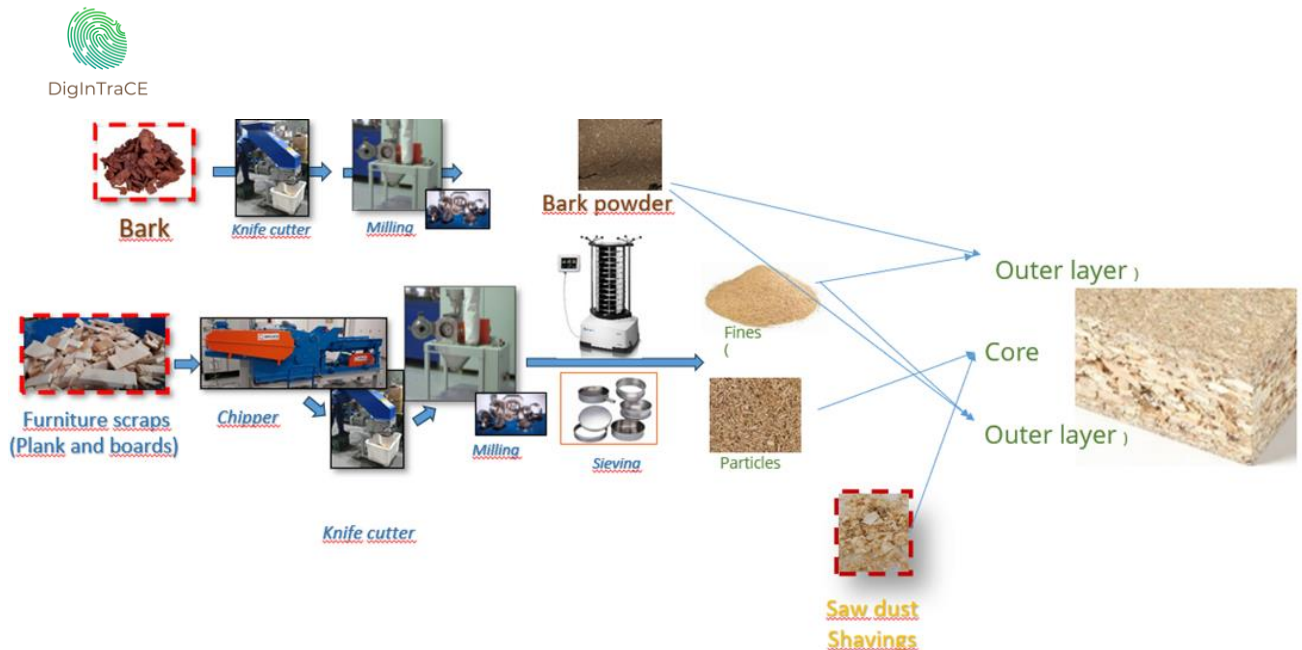 DigInTraCE
Bark
Knife cutter
Milling
Bark powder
Outer layer )
Fines
(
Core
Furniture scraps
(Plank and boards)
Chipper
Milling
Sieving
Particles
Outer layer )
Knife cutter
Saw dust
Shavings